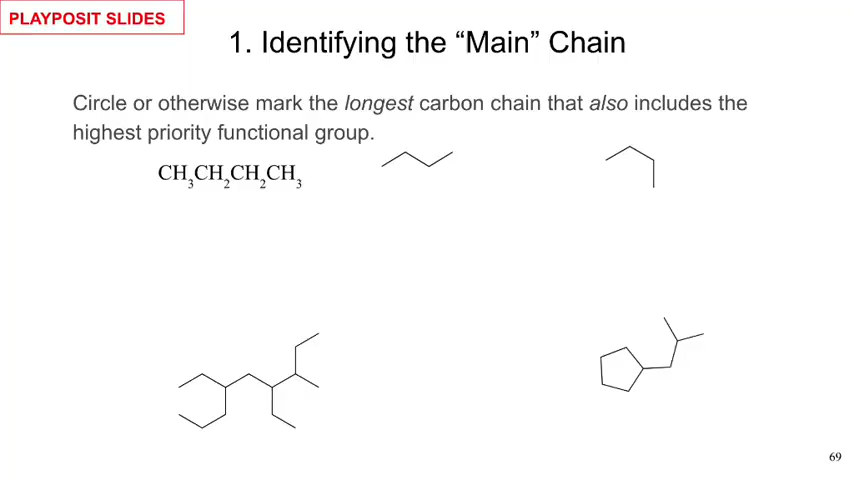 PLAYPOSIT SLIDES
1. Identifying the “Main” Chain
Circle or otherwise mark the longest carbon chain that also includes the
highest priority functional group.
CH₃CH₂CH₂CH₃
69